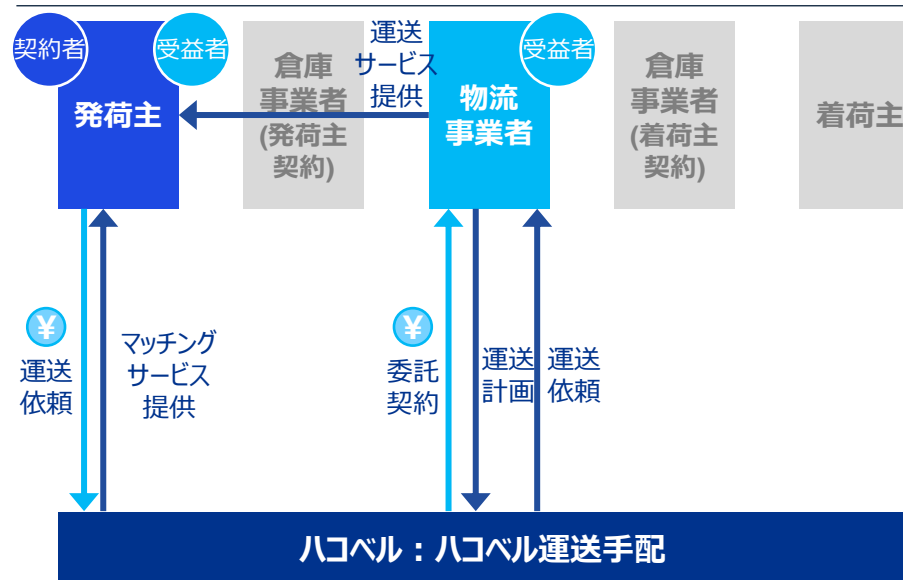 契約者
受益者
発荷主
倉庫
事業者
(発荷主
契約)
運送
サービス
提供
受益者
物流
事業者
倉庫
事業者
(着荷主
契約)
着荷主
¥
運送
依頼
マッチング
サービス
提供
¥
委託
契約
運送
計画
運送
依頼
ハコベル：ハコベル運送手配